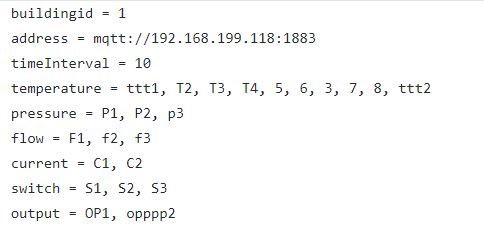 buildingid = 1
address = mqtt://192.168.199.118:1883
timeInterval = 10
temperature = ttt1, T2, T3, T4, 5, 6, 3, 7, 8, ttt2
pressure = P1, P2, p3
flow = F1, f2, f3
current = C1, C2
switch = S1, S2, S3
output = OP1, opppp2